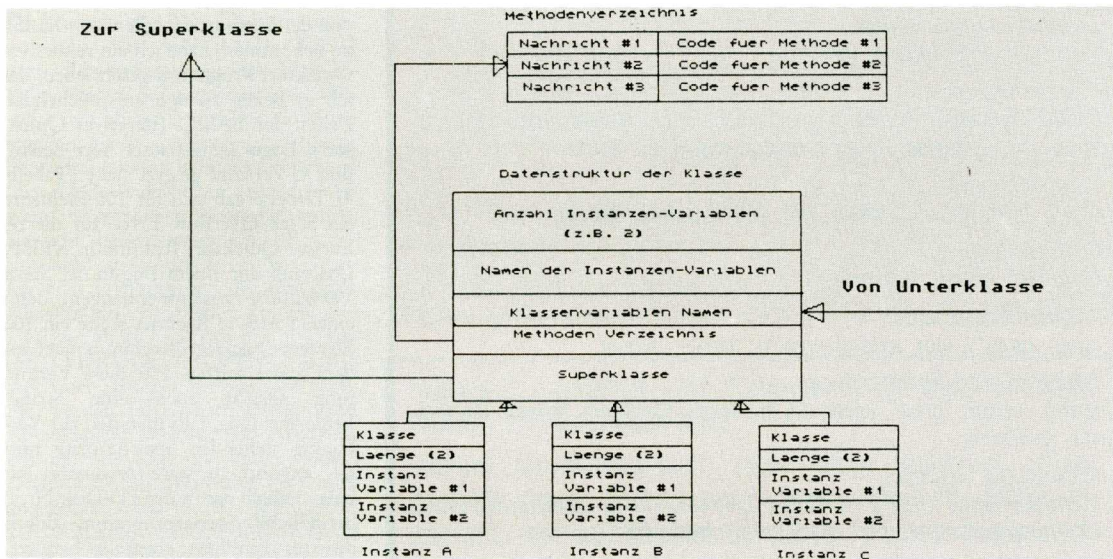 Zur Superklasse
Methodenverzeichnis
Nachricht #1 Code fuer Methode #1
Nachricht #2 Code fuer Methode #2
Nachricht #3 Code fuer Methode #3
Datenstruktur der Klasse
Anzahl Instanzen-Variablen
(z.B. 2)
Namen der Instanzen-Variablen
Klassenvariablen Namen
Methoden Verzeichnis
Superklasse
Von Unterklasse
Klasse
Laenge (2)
Instanz
Variable #1
Instanz
Variable #2
Instanz A
Klasse
Laenge (2)
Instanz
Variable #1
Instanz
Variable #2
Instanz B
Klasse
Laenge (2)
Instanz
Variable #1
Instanz
Variable #2
Instanz C